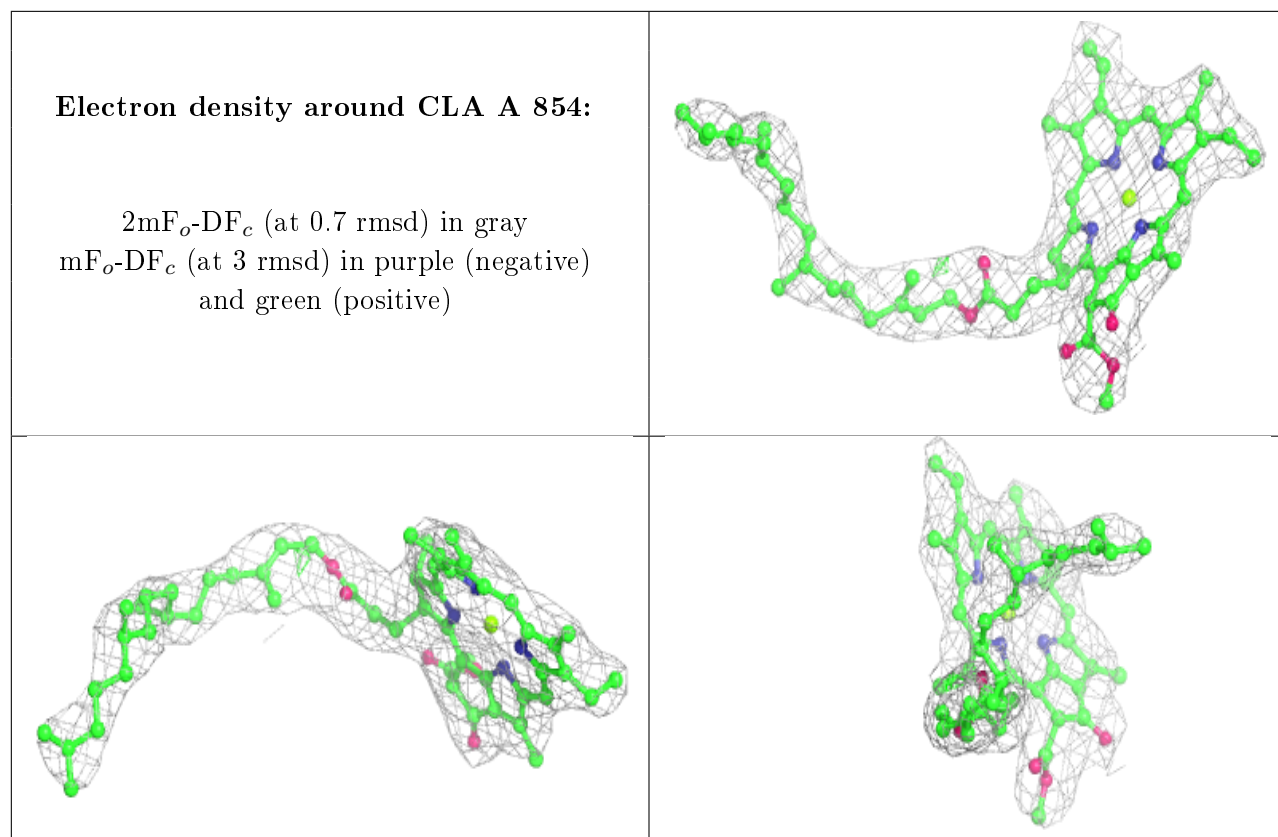 Electron density around CLA A 854:
2mFo-DFc (at 0.7 rmsd) in gray
mFo-DFc (at 3 rmsd) in purple (negative)
and green (positive)